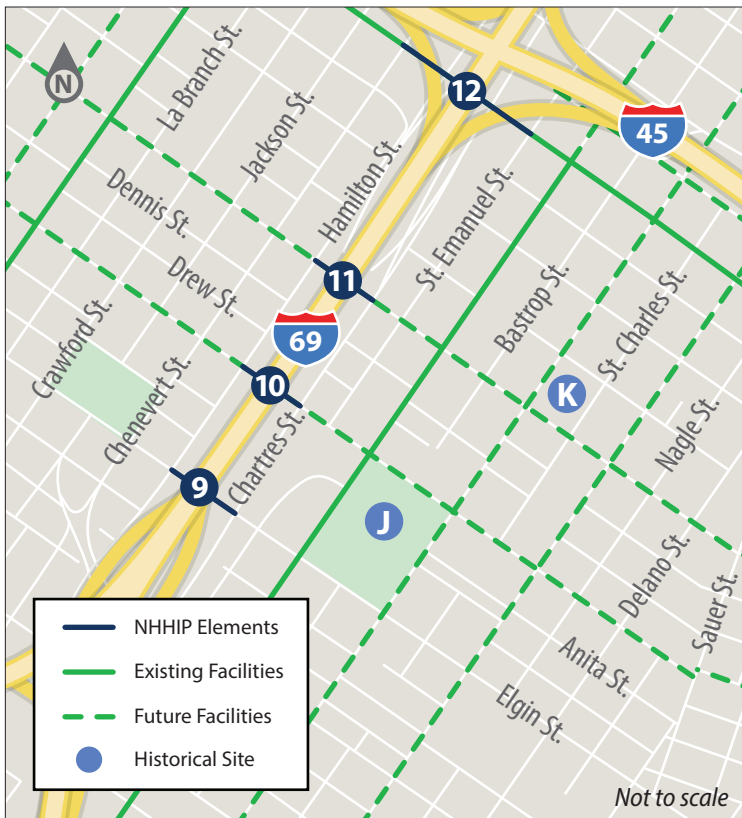 N
La Branch St.
Jackson St.
Hamilton St.
12
45
Dennis St.
Drew St.
11
St. Emanuel St.
Bastrop St.
St. Charles St.
69
Crawford St.
Chenevert St.
10
K
Nagle St.
Chartres St.
9
J
Delano St.
Sauer St.
Anita St.
Elgin St.
NHHIP Elements
Existing Facilities
Future Facilities
Historical Site
Not to scale